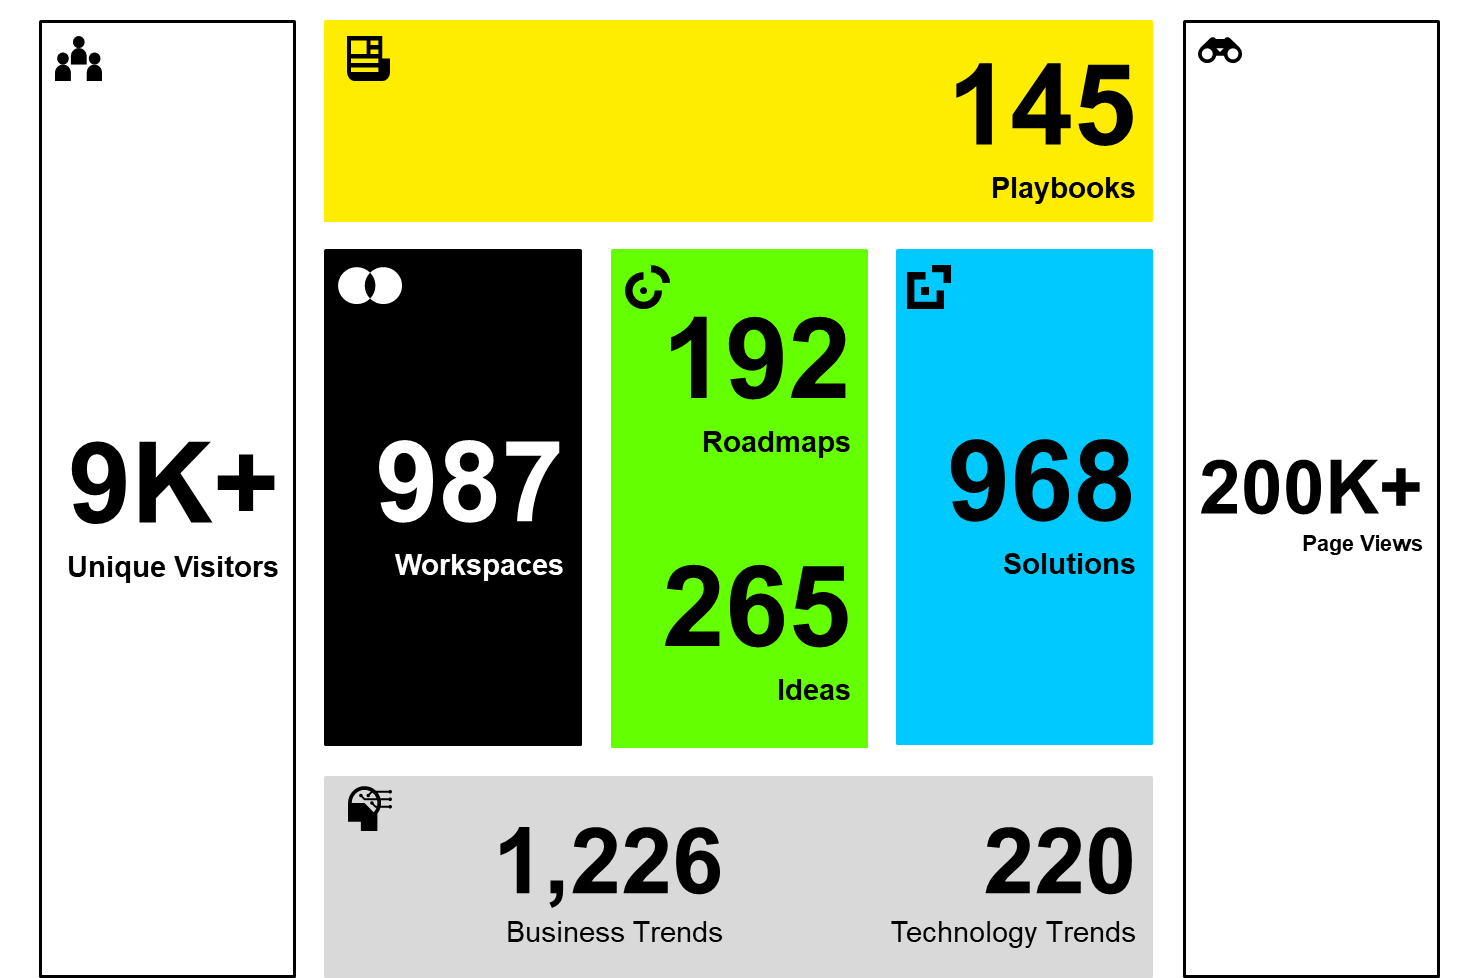 9K+
Unique Visitors
145
Playbooks
987
Workspaces
192
Roadmaps
265
Ideas
968
Solutions
1,226
Business Trends
220
Technology Trends
200K+
Page Views